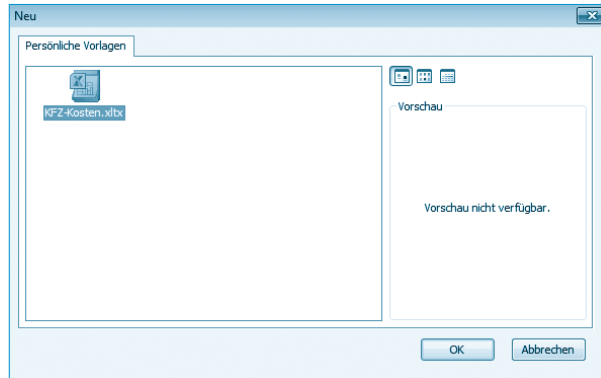 Neu
Persönliche Vorlagen
KFZ-Kosten.xltx
Vorschau
Vorschau nicht verfügbar.
OK
Abbrechen